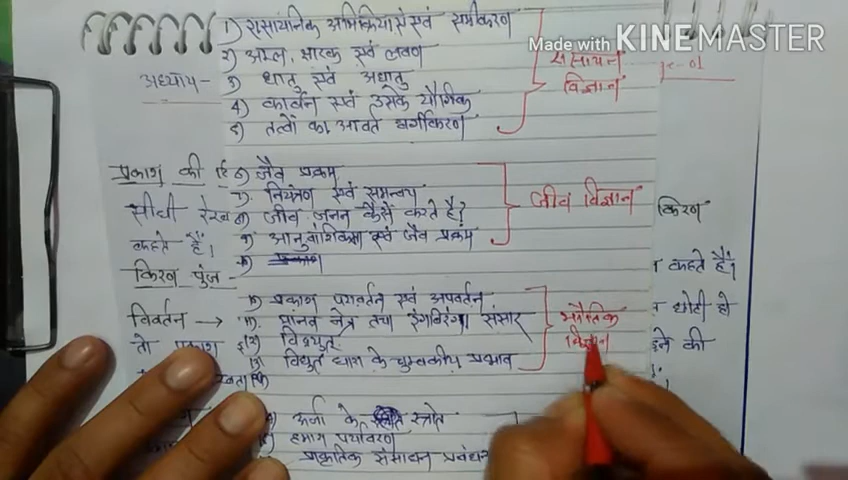 Made with KINEMASTER
1) रासायनिक अभिक्रियासं एवं समीकरण
2) अम्ल, क्षारक एवं लवण
रसायन
अध्याय-
3) धातु एवं अधातु
विज्ञान
4) कार्बन एवं उसके यौगिक
5) तत्वों का आवर्त वर्गीकरण
प्रकाश की
6) जैव प्रक्रम
7) नियंत्रण एवं समन्वय
जीव विज्ञान
सीधी रेखा
8) जीव जनन कैसे करते है?
किरण
कहते हैं।
9) आनुवांशिकता एवं जैव प्रक्रम
कहते हैं।
किरण पुंज -
10) प्रकाश परावर्तन एवं अपवर्तन
छोटी हो
भौतिक
विवर्तन →
11). मानव नेत्र तथा रंगबिरंगा संसार
विज्ञान
तो प्रकाश
12) विद्युत्
की
13) विद्युत धारा के चुम्बकीय प्रभाव
ऊर्जा के स्त्रोत
हमारा पर्यावरण
प्राकृतिक संसाधन प्रबंधन